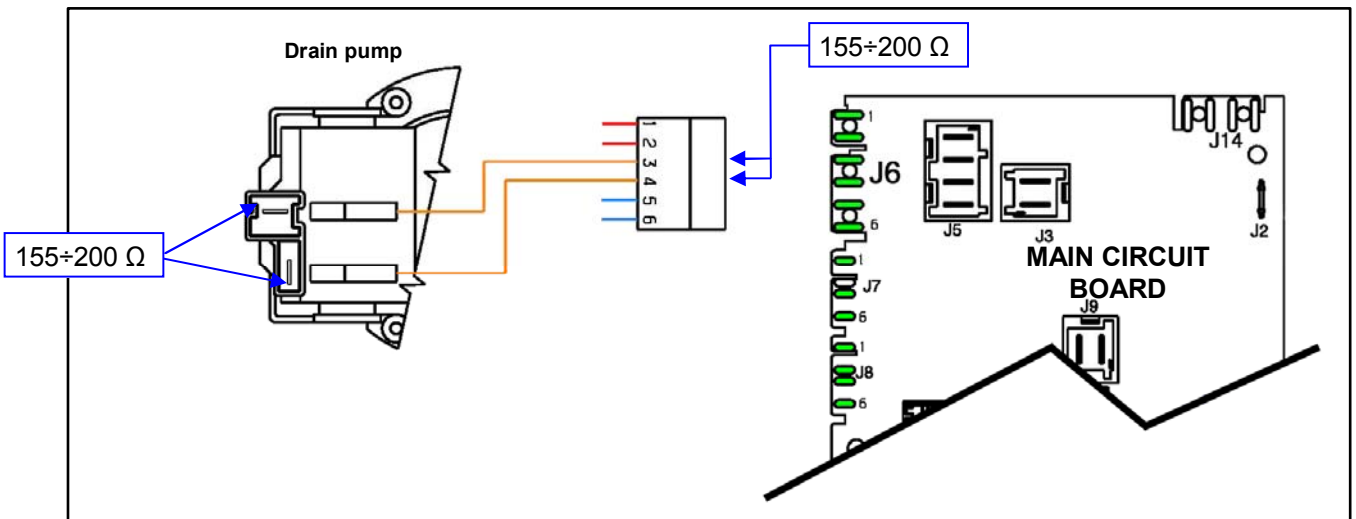 Drain pump
155÷200 Ω
155÷200 Ω
1
2
3
4
5
6
1
J6
6
1
J7
6
1
J8
6
J5
J3
J14
J2
MAIN CIRCUIT
BOARD
J9